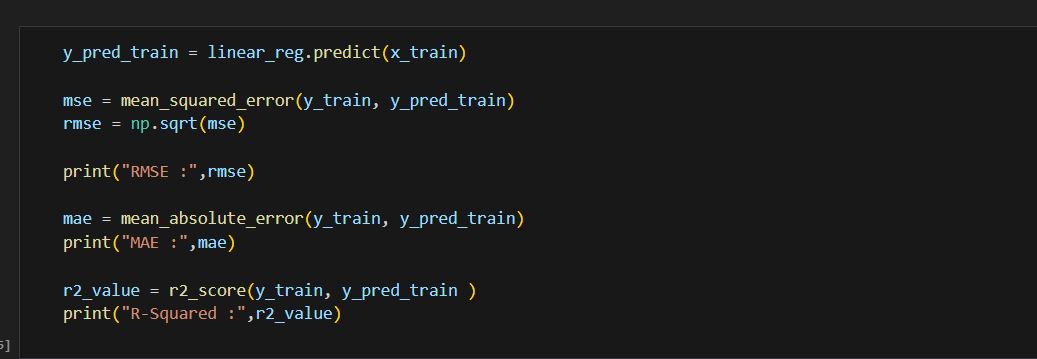 y_pred_train = linear_reg.predict(x_train)
mse = mean_squared_error(y_train, y_pred_train)
rmse = np.sqrt(mse)
print("RMSE :",rmse)
mae = mean_absolute_error(y_train, y_pred_train)
print("MAE :",mae)
r2_value = r2_score(y_train, y_pred_train )
print("R-Squared :",r2_value)